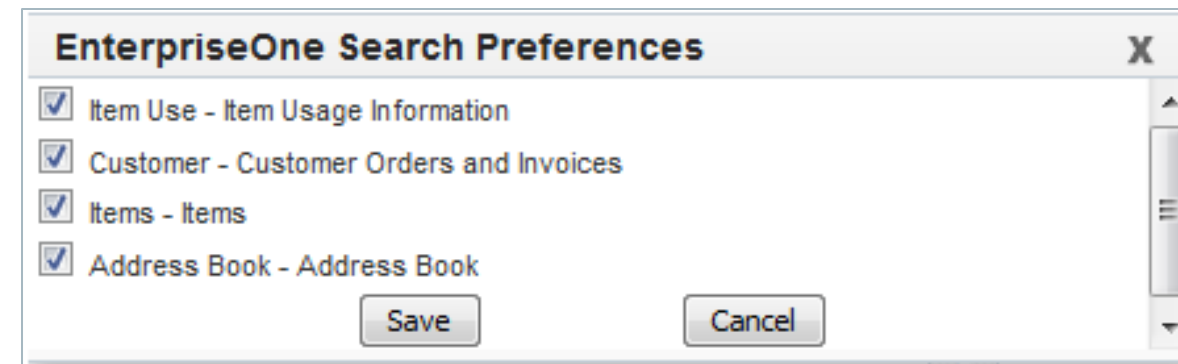 EnterpriseOne Search Preferences X
Item Use - Item Usage Information
Customer - Customer Orders and Invoices
Items - Items
Address Book - Address Book
Save Cancel